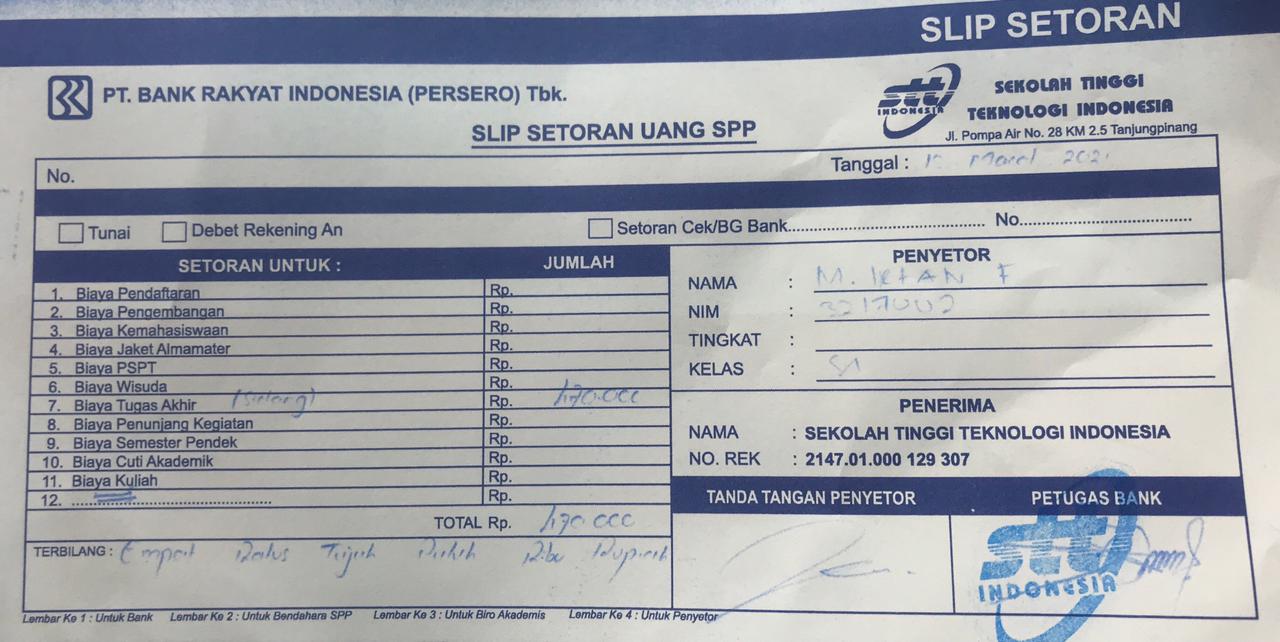 SLIP SETORAN
PT. BANK RAKYAT INDONESIA (PERSERO) Tbk.
SLIP SETORAN UANG SPP
stt INDONESIA
SEKOLAH TINGGI
TEKNOLOGI INDONESIA
Jl. Pompa Air No. 28 KM 2.5 Tanjungpinang
No.
Tanggal : Maret
Tunai Debet Rekening An Setoran Cek/BG Bank No.
SETORAN UNTUK : JUMLAH
1. Biaya Pendaftaran Rp.
2. Biaya Pengembangan Rp.
3. Biaya Kemahasiswaan Rp.
4. Biaya Jaket Almamater Rp.
5. Biaya PSPT Rp.
6. Biaya Wisuda Rp.
7. Biaya Tugas Akhir (Sidang) Rp. 470.000
8. Biaya Penunjang Kegiatan Rp.
9. Biaya Semester Pendek Rp.
10. Biaya Cuti Akademik Rp.
11. Biaya Kuliah Rp.
12. Rp.
TOTAL Rp. 470.000
TERBILANG : Empat Ratus Tujuh Puluh Ribu Rupiah
PENYETOR
NAMA : M.
NIM : 3217002
TINGKAT :
KELAS :
PENERIMA
NAMA : SEKOLAH TINGGI TEKNOLOGI INDONESIA
NO. REK : 2147.01.000 129 307
TANDA TANGAN PENYETOR PETUGAS BANK
stt
INDONESIA
Lembar Ke 1 : Untuk Bank Lembar Ke 2 : Untuk Bendahara SPP Lembar Ke 3 : Untuk Biro Akademis Lembar Ke 4 : Untuk Penyetor